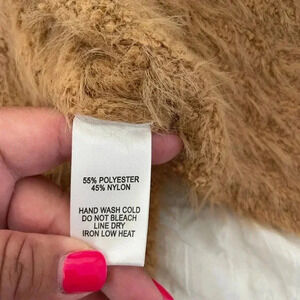 55% POLYESTER
45% NYLON
HAND WASH COLD
DO NOT BLEACH
LINE DRY
IRON LOW HEAT